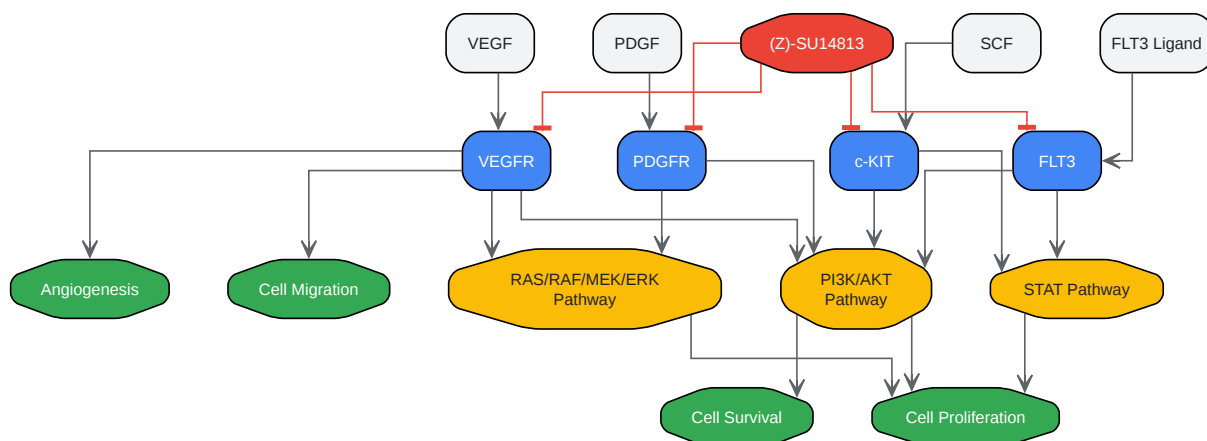 VEGF
PDGF
(Z)-SU14813
SCF
FLT3 Ligand
VEGFR
PDGFR
c-KIT
FLT3
Angiogenesis
Cell Migration
RAS/RAF/MEK/ERK
Pathway
PI3K/AKT
Pathway
STAT Pathway
Cell Survival
Cell Proliferation